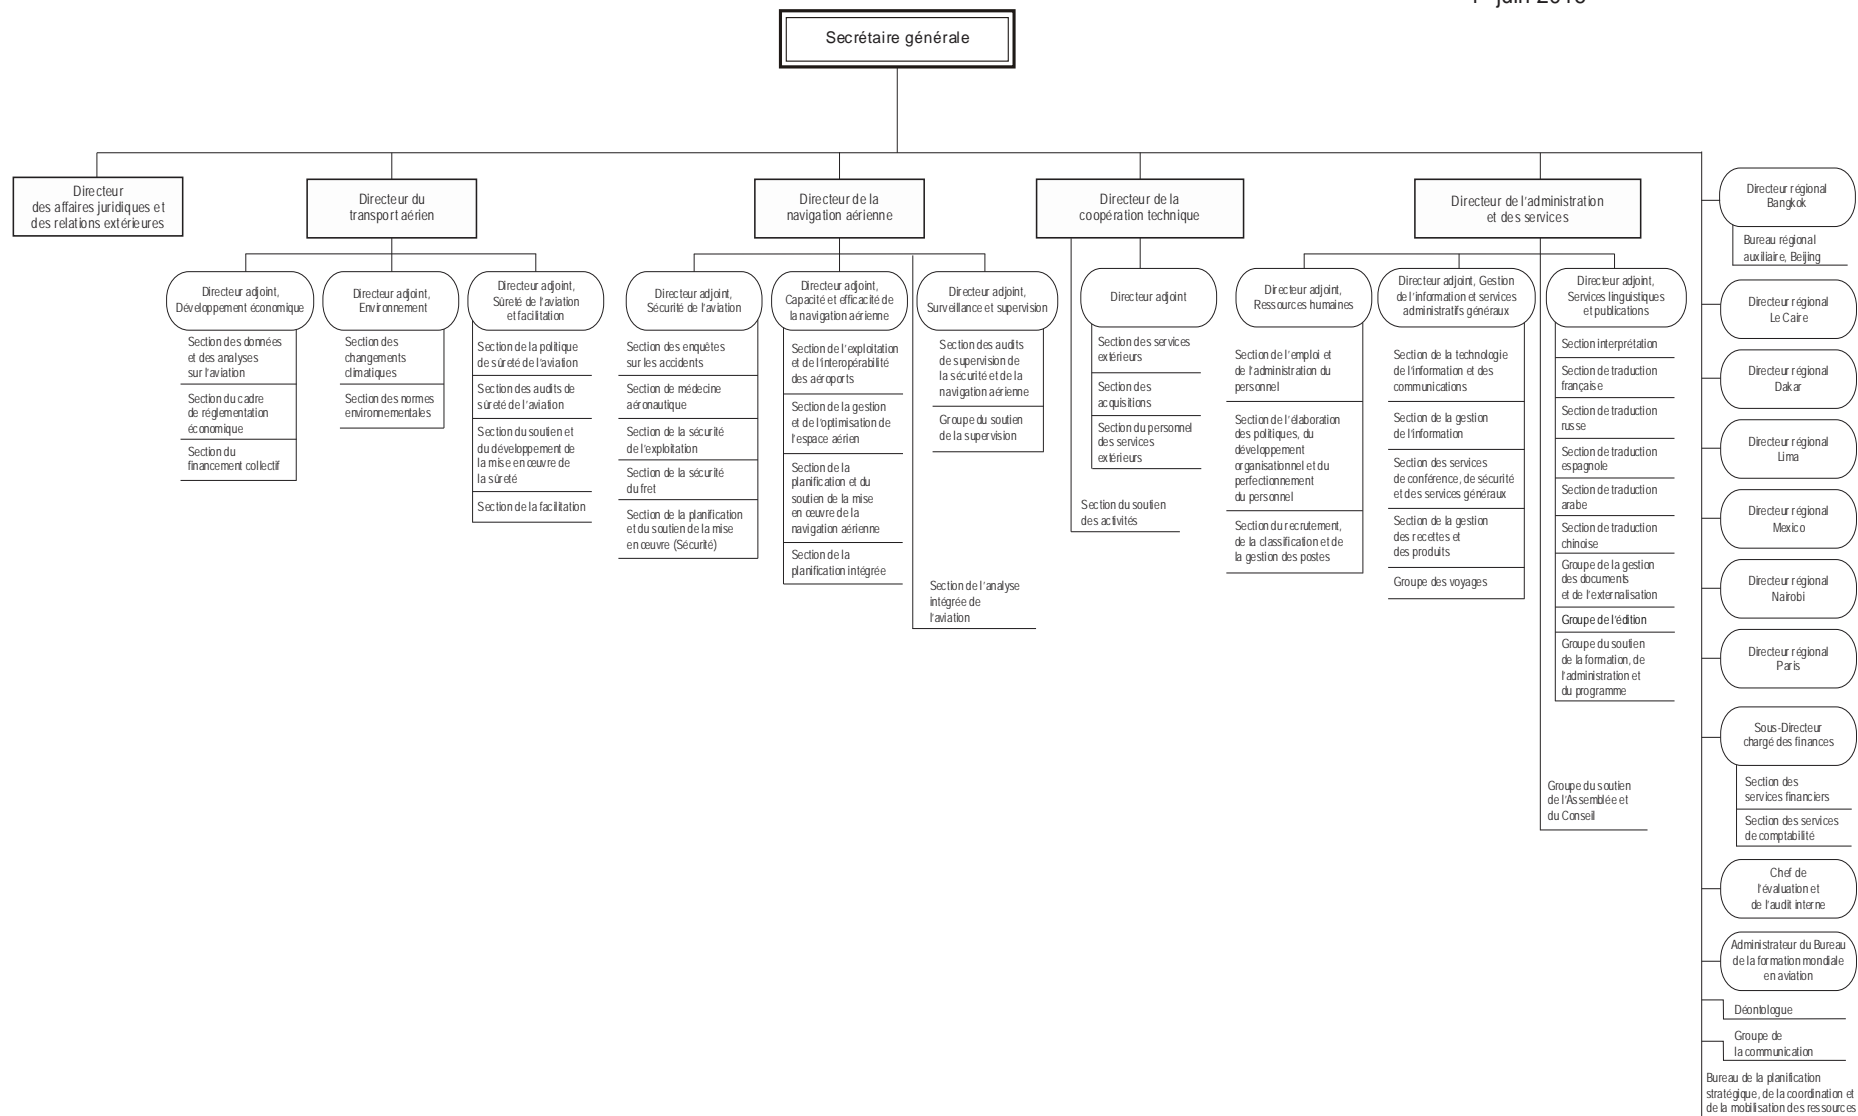 Secrétaire générale
Directeur
des affaires juridiques et
des relations extérieures
Directeur du
transport aérien
Directeur de la
navigation aérienne
Directeur de la
coopération technique
Directeur de l'administration
et des services
Directeur adjoint,
Développement économique
Section des données
et des analyses
sur l'aviation
Section du cadre
de réglementation
économique
Section du
financement collectif
Directeur adjoint,
Environnement
Section des
changements
climatiques
Section des normes
environnementales
Directeur adjoint,
Sûreté de l'aviation
et facilitation
Section de la politique
de sûreté de l'aviation
Section des audits de
sûreté de l'aviation
Section du soutien et
du développement de
la mise en œuvre de
la sûreté
Section de la facilitation
Directeur adjoint,
Sécurité de l'aviation
Section des enquêtes
sur les accidents
Section de médecine
aéronautique
Section de la sécurité
de l'exploitation
Section de la sécurité
du fret
Section de la planification
et du soutien de la mise
en œuvre (Sécurité)
Directeur adjoint,
Capacité et efficacité de
la navigation aérienne
Section de l'exploitation
et de l'interopérabilité
des aéroports
Section de la gestion
et de l'optimisation de
l'espace aérien
Section de la
planification et du
soutien de la mise
en œuvre de la
navigation aérienne
Section de la
planification intégrée
Directeur adjoint,
Surveillance et supervision
Section des audits
de supervision de
la sécurité et de la
navigation aérienne
Groupe du soutien
de la supervision
Section de l'analyse
intégrée de
l'aviation
Directeur adjoint
Section des services
extérieurs
Section des
acquisitions
Section du personnel
des services
extérieurs
Section du soutien
des activités
Directeur adjoint,
Ressources humaines
Section de l'emploi et
de l'administration du
personnel
Section de l'élaboration
des politiques, du
développement
organisationnel et du
perfectionnement
du personnel
Section du recrutement,
de la classification et de
la gestion des postes
Directeur adjoint, Gestion
de l'information et services
administratifs généraux
Section de la technologie
de l'information et des
communications
Section de la gestion
de l'information
Section des services
de conférence, de sécurité
et des services généraux
Section de la gestion
des recettes et
des produits
Groupe des voyages
Directeur adjoint,
Services linguistiques
et publications
Section interprétation
Section de traduction
française
Section de traduction
russe
Section de traduction
espagnole
Section de traduction
arabe
Section de traduction
chinoise
Groupe de la gestion
des documents
et de l'externalisation
Groupe de l'édition
Groupe du soutien
de la formation, de
l'administration et
du programme
Groupe du soutien
de l'Assemblée et
du Conseil
Directeur régional
Bangkok
Bureau régional
auxiliaire, Beijing
Directeur régional
Le Caire
Directeur régional
Dakar
Directeur régional
Lima
Directeur régional
Mexico
Directeur régional
Nairobi
Directeur régional
Paris
Sous-Directeur
chargé des finances
Section des
services financiers
Section des services
de comptabilité
Chef de
l'évaluation et
de l'audit interne
Administrateur du Bureau
de la formation mondiale
en aviation
Déontologue
Groupe de
la communication
Bureau de la planification
stratégique, de la coordination et
de la mobilisation des ressources